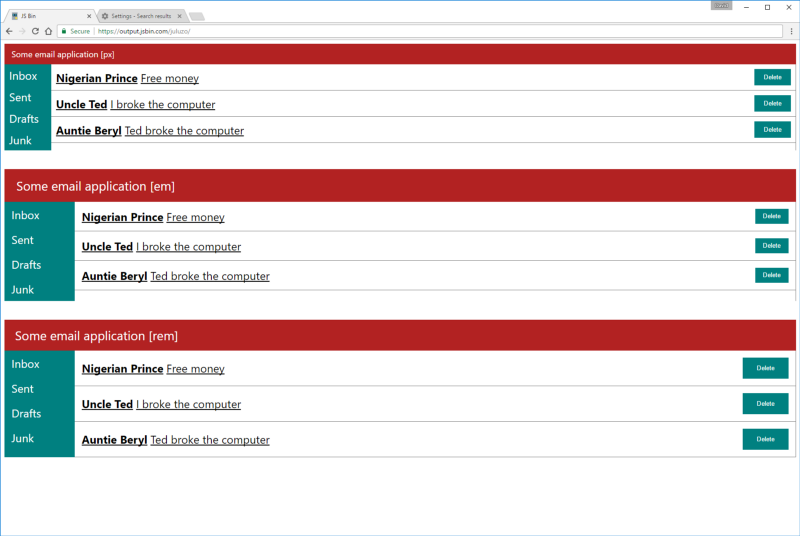 JS Bin
Settings - Search results
Secure | https://output.jsbin.com/juluzo/
Some email application [px]
Inbox
Sent
Drafts
Junk
Nigerian Prince Free money
Delete
Uncle Ted I broke the computer
Delete
Auntie Beryl Ted broke the computer
Delete
Some email application [em]
Inbox
Sent
Drafts
Junk
Nigerian Prince Free money
Delete
Uncle Ted I broke the computer
Delete
Auntie Beryl Ted broke the computer
Delete
Some email application [rem]
Inbox
Sent
Drafts
Junk
Nigerian Prince Free money
Delete
Uncle Ted I broke the computer
Delete
Auntie Beryl Ted broke the computer
Delete